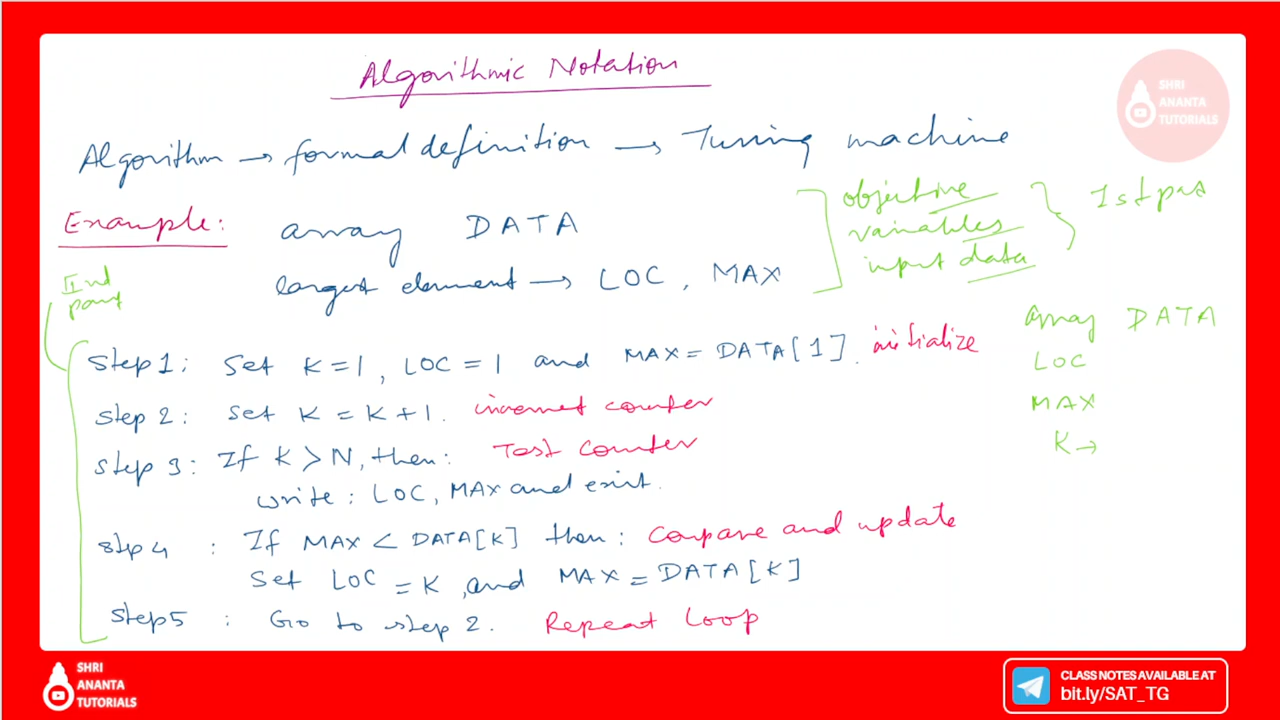 Algorithmic Notation
SHRI
ANANTA
TUTORIALS
Algorithm → formal definition → Turing machine
Example: array DATA
largest element → LOC, MAX
objective
variables
input data
1st part
IInd
part
Step 1: Set K=1, LOC=1 and MAX=DATA[1]. initialize
Step 2: Set K=K+1. increment counter
Step 3: If K>N, then: Test counter
write: LOC, MAX and exit.
Step 4: If MAX<DATA[K] then: Compare and update
Set LOC=K, and MAX=DATA[K]
Step 5: Go to step 2. Repeat Loop
array DATA
LOC
MAX
K→
SHRI
ANANTA
TUTORIALS
CLASS NOTES AVAILABLE AT
bit.ly/SAT_TG